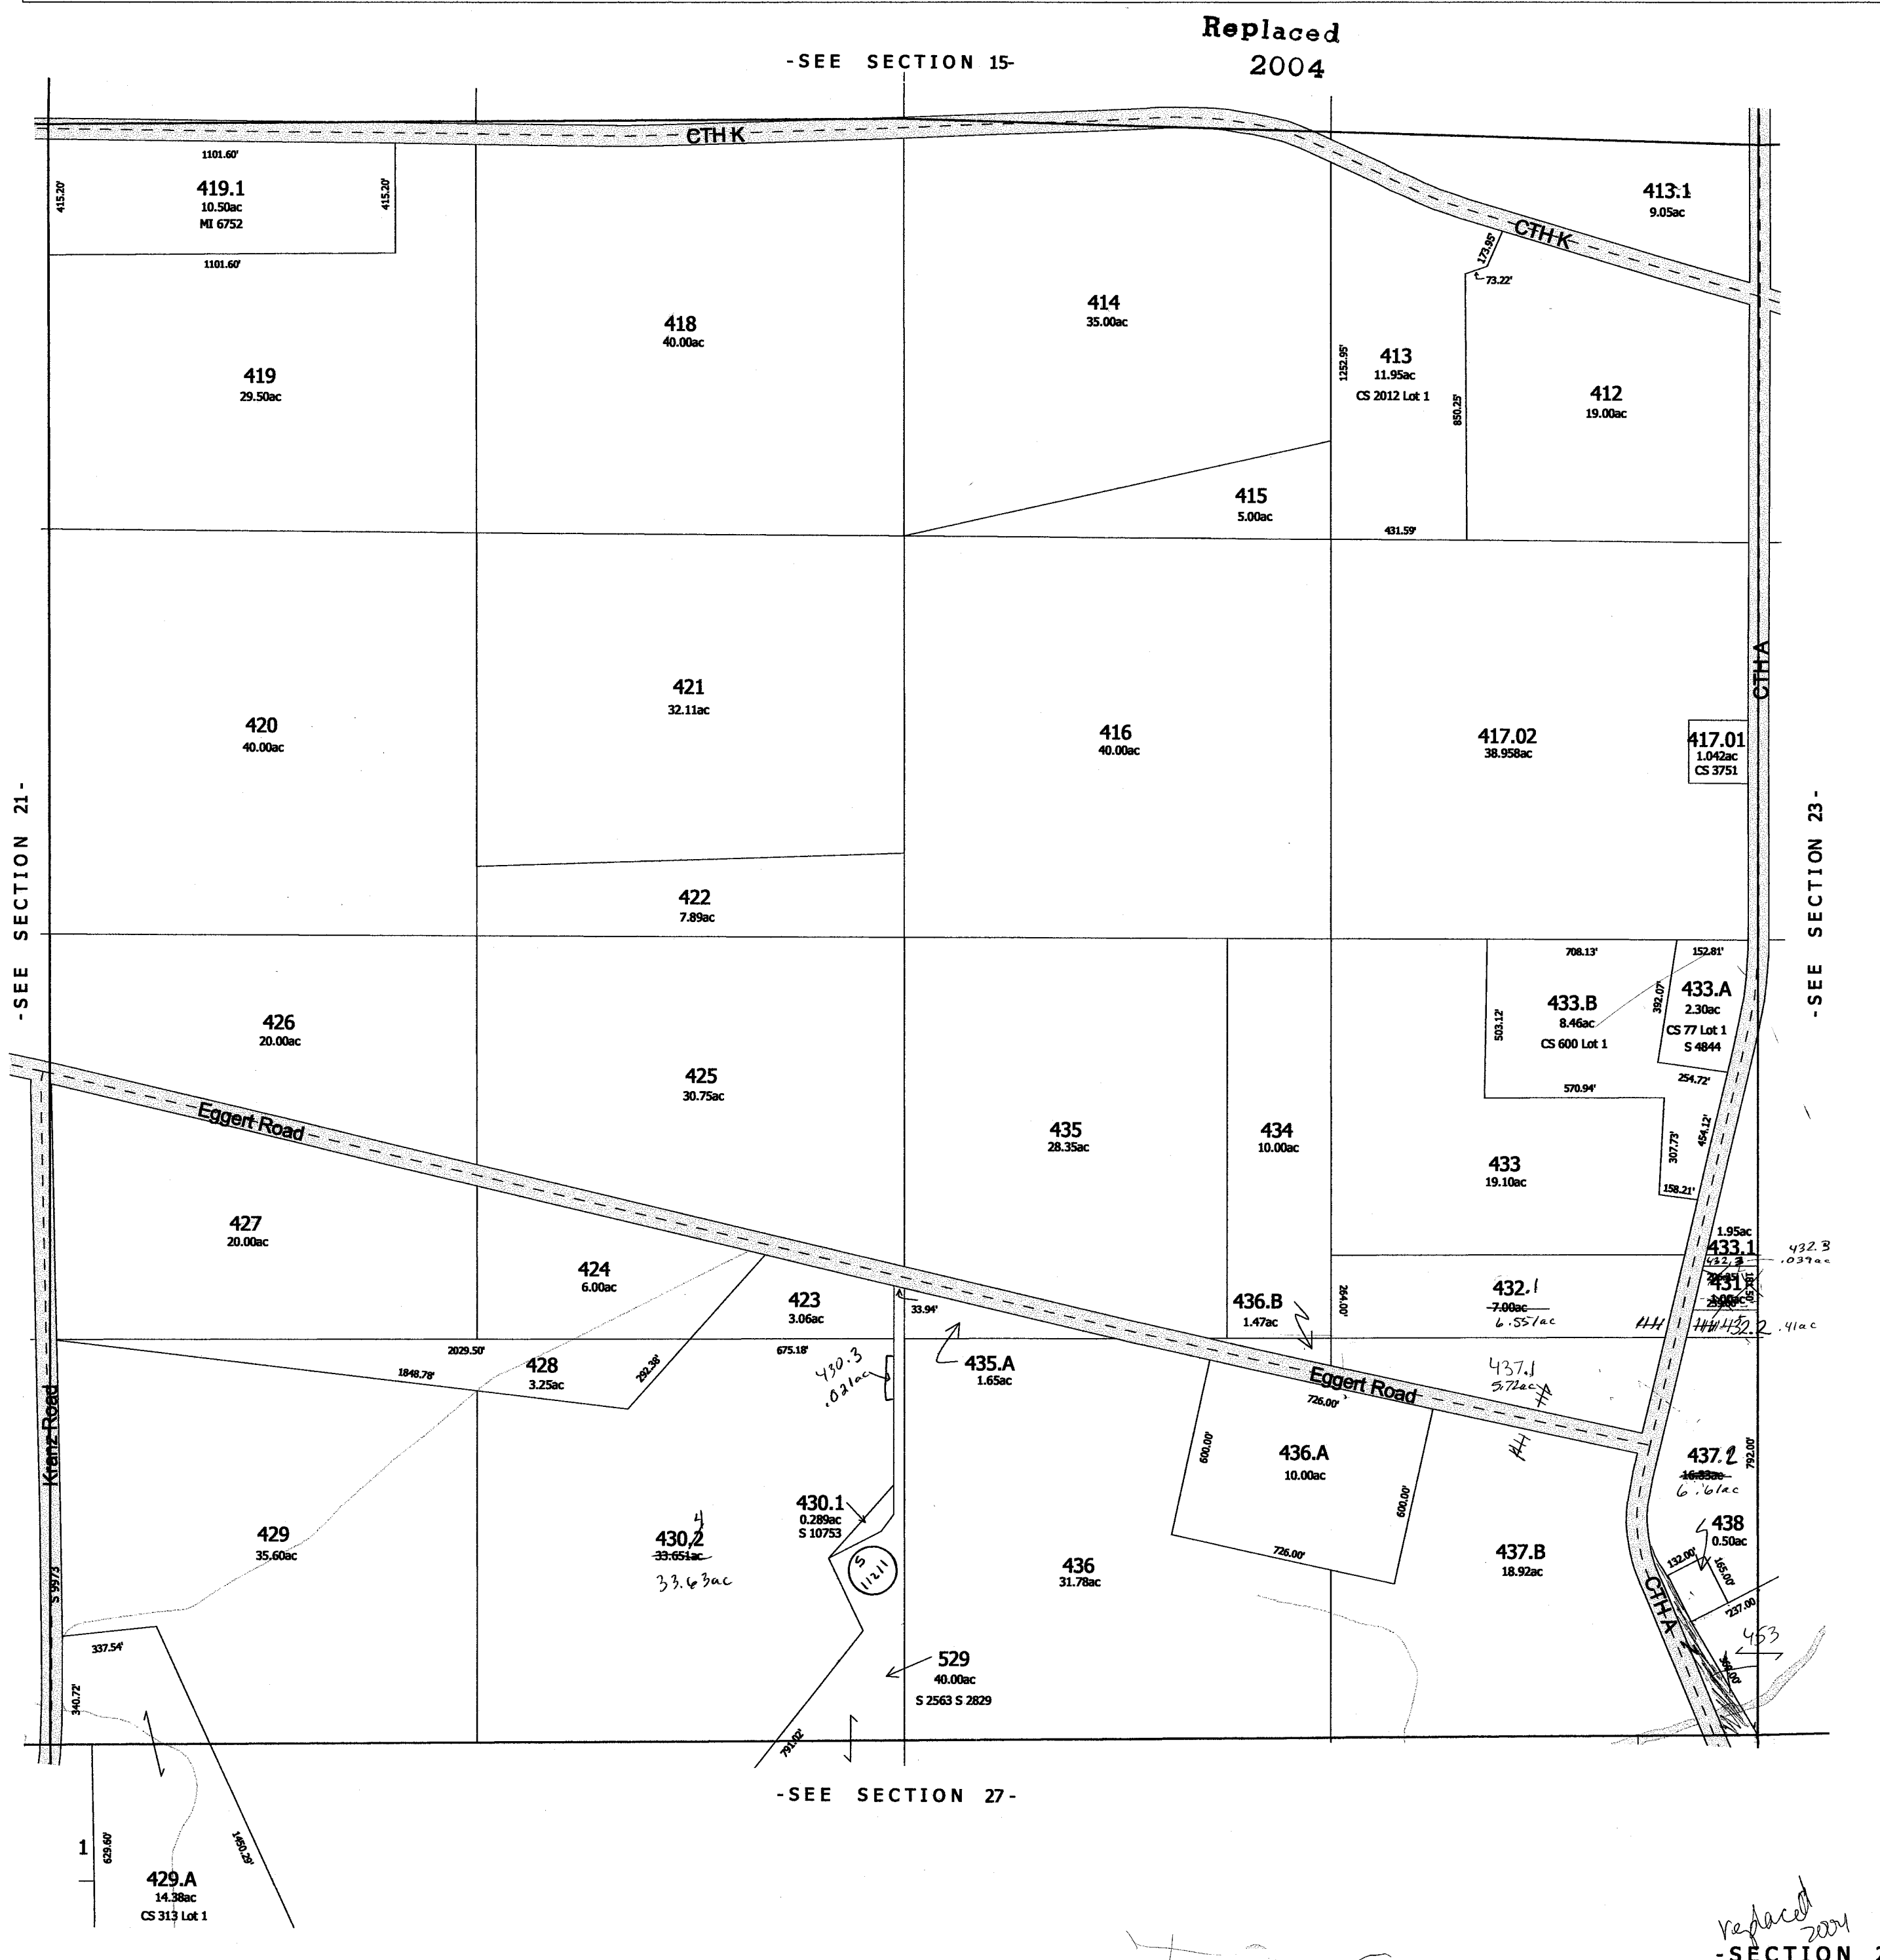 Replaced
2004
-SEE SECTION 15-
CTH K
1101.60'
415.20'
419.1
10.50ac
MI 6752
415.20'
1101.60'
413.1
9.05ac
CTH K
173.95'
73.22'
414
35.00ac
418
40.00ac
419
29.50ac
1252.95'
413
11.95ac
CS 2012 Lot 1
850.25'
412
19.00ac
415
5.00ac
431.59'
CTH A
421
32.11ac
420
40.00ac
416
40.00ac
417.02
38.958ac
417.01
1.042ac
CS 3751
-SEE SECTION 21-
-SEE SECTION 23-
422
7.89ac
708.13'
152.81'
392.07'
433.A
2.30ac
CS 77 Lot 1
S 4844
433.B
8.46ac
CS 600 Lot 1
503.12'
254.72'
570.94'
426
20.00ac
425
30.75ac
Eggert Road
435
28.35ac
434
10.00ac
433
19.10ac
307.73'
454.12'
158.21'
427
20.00ac
424
6.00ac
423
3.06ac
33.94'
436.B
1.47ac
264.00'
432.1
7.00ac
6.551ac
1.95ac
433.1
432.3
432.3
.039ac
431
1.00ac
181.50'
432.2 .41ac
2029.50'
675.18'
1848.78'
428
3.25ac
292.38'
430.3
.021ac
435.A
1.65ac
Eggert Road
726.00'
437.1
5.72ac
Kranz Road
S 9973
600.00'
436.A
10.00ac
600.00'
726.00'
437.2
16.33ac
6.61ac
792.00'
430.1
0.289ac
S 10753
429
35.60ac
430.2
4
33.651ac
33.63ac
S
11211
436
31.78ac
437.B
18.92ac
438
0.50ac
132.00'
165.00'
237.00
CTH A
453
337.54'
340.72'
529
40.00ac
S 2563 S 2829
791.02'
-SEE SECTION 27-
1
629.60'
1450.29'
429.A
14.38ac
CS 313 Lot 1
replaced
2004
-SECTION 2